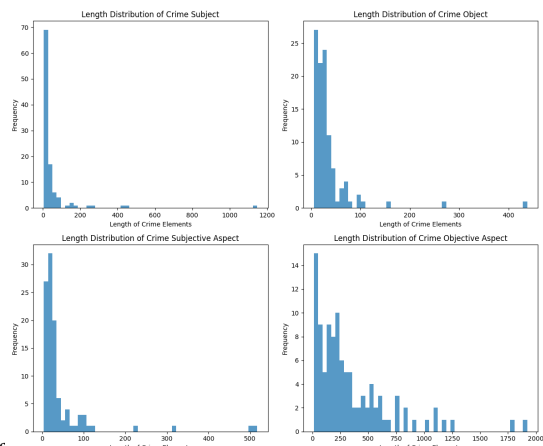 Length Distribution of Crime Subject
Length Distribution of Crime Object
70
60
50
40
30
20
10
0
Frequency
0 200 400 600 800 1000 1200
Length of Crime Elements
25
20
15
10
5
0
Frequency
0 100 200 300 400
Length of Crime Elements
Length Distribution of Crime Subjective Aspect
Length Distribution of Crime Objective Aspect
30
25
20
15
10
5
0
Frequency
0 100 200 300 400 500
14
12
10
8
6
4
2
0
Frequency
0 250 500 750 1000 1250 1500 1750 2000